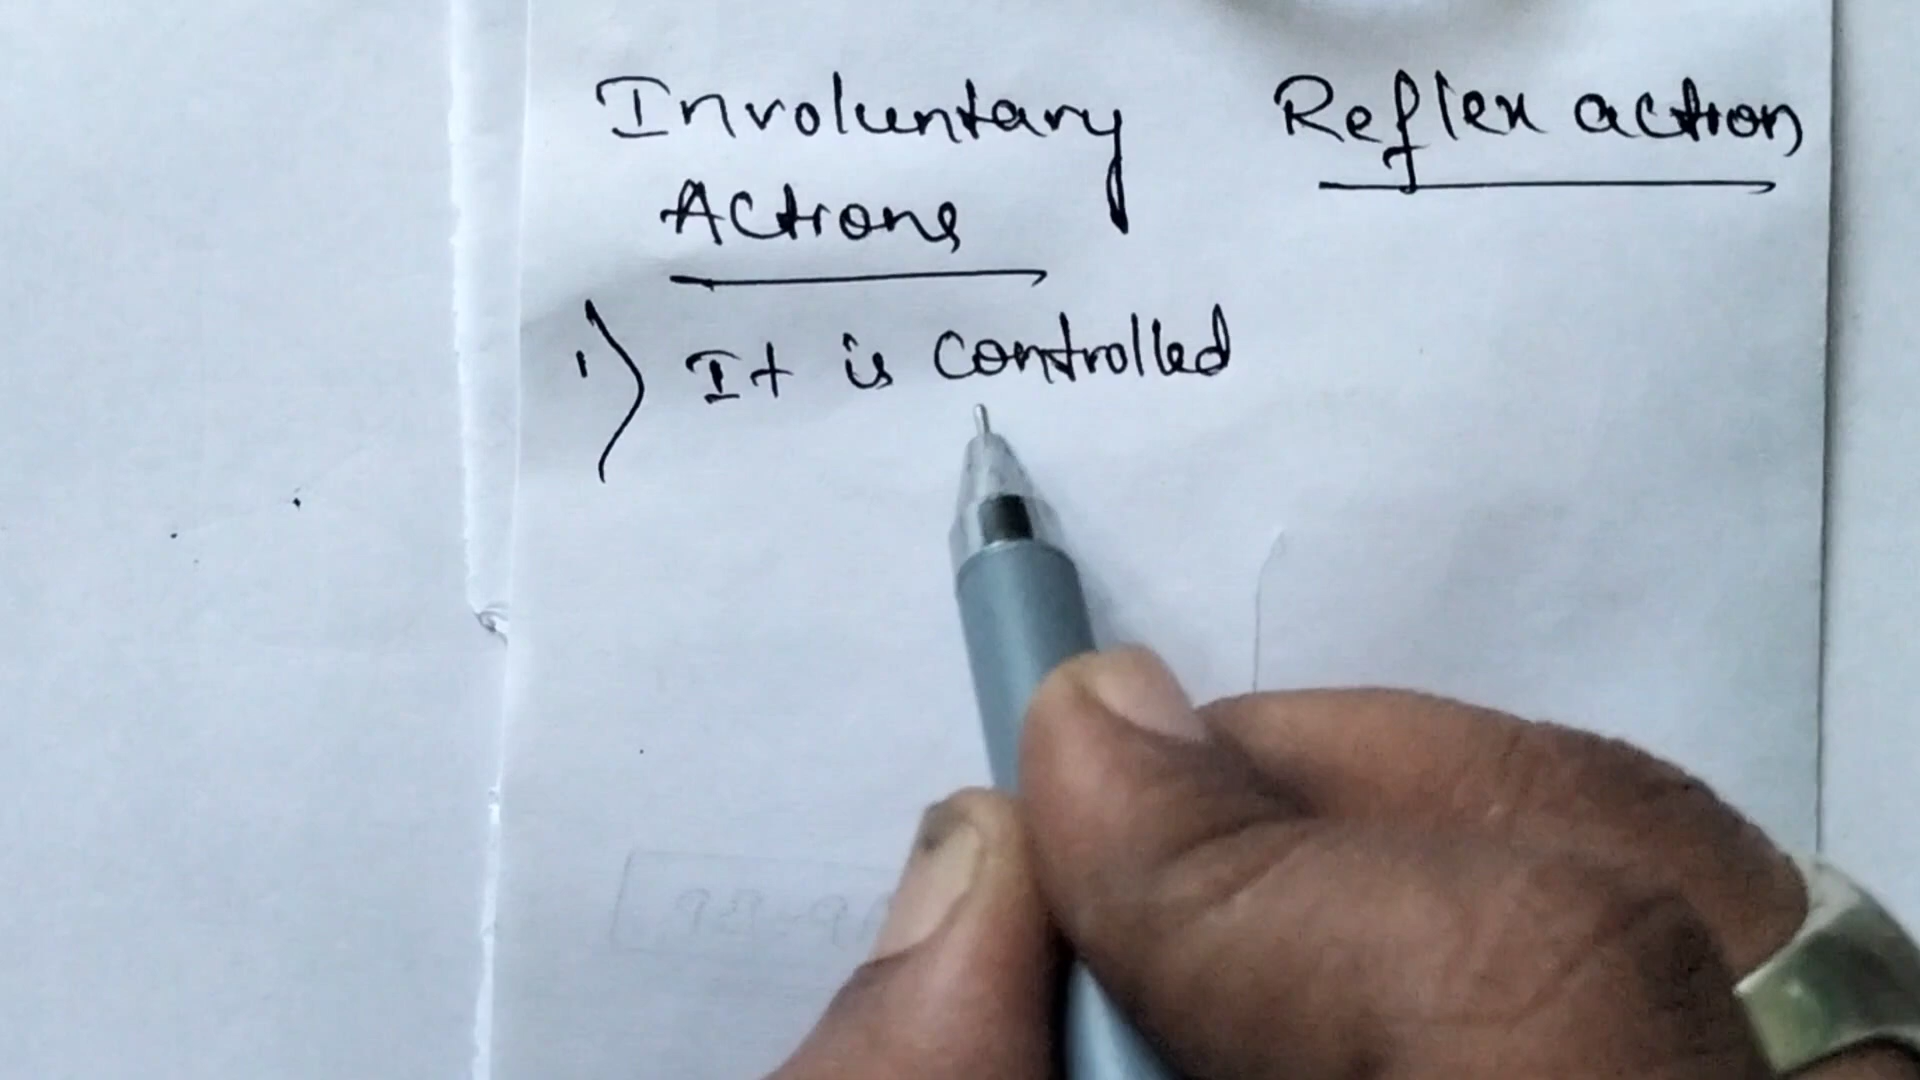 Involuntary Reflex action
Actions
1) It is controlled